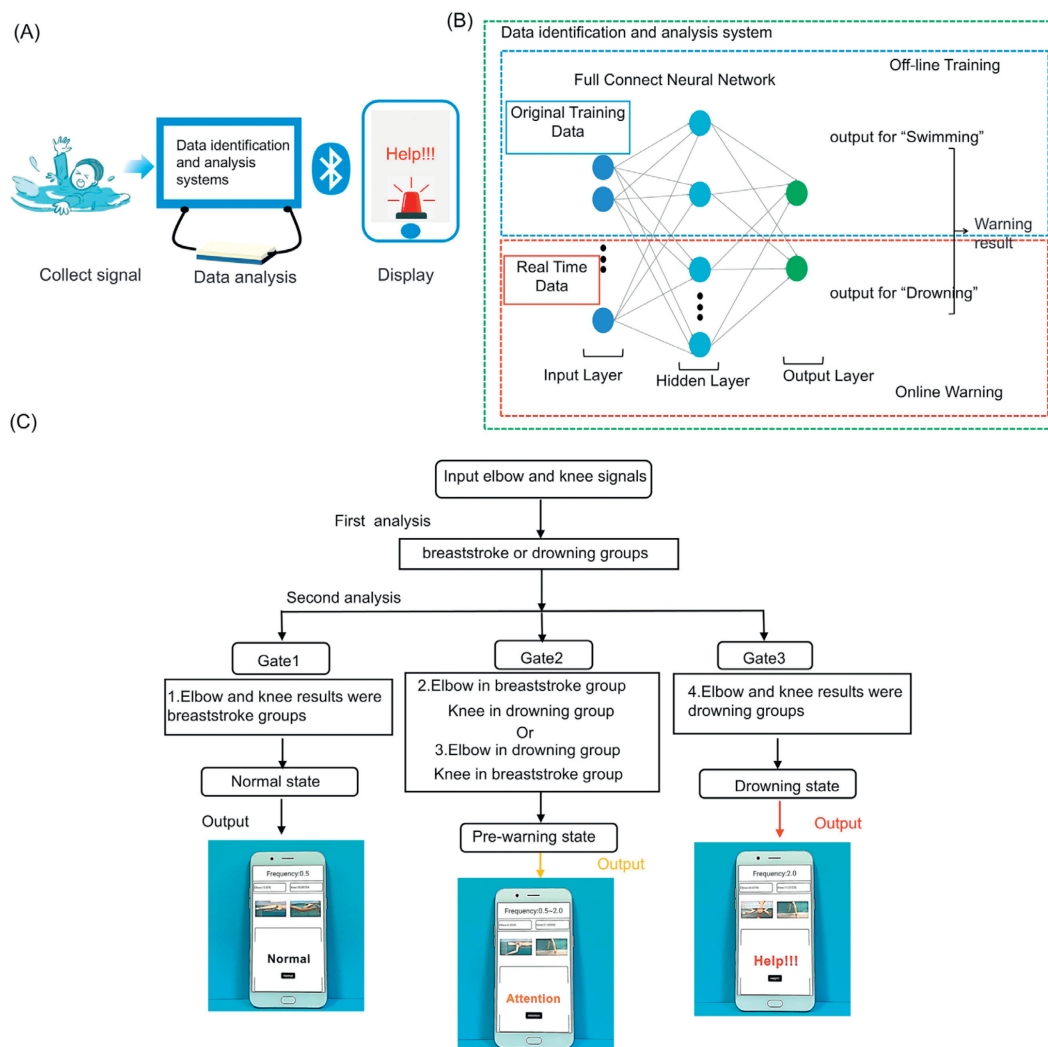 (A)
Data identification
and analysis
systems
Help!!!
Collect signal
Data analysis
Display
(B)
Data identification and analysis system
Off-line Training
Full Connect Neural Network
Original Training
Data
output for “Swimming”
Warning
result
Real Time
Data
output for “Drowning”
Input Layer
Hidden Layer
Output Layer
Online Warning
(C)
Input elbow and knee signals
First analysis
breaststroke or drowning groups
Second analysis
Gate1
1.Elbow and knee results were
breaststroke groups
Normal state
Output
Frequency:0.5
Normal
Gate2
2.Elbow in breaststroke group
Knee in drowning group
Or
3.Elbow in drowning group
Knee in breaststroke group
Pre-warning state
Output
Frequency:0.5~2.0
Attention
Gate3
4.Elbow and knee results were
drowning groups
Drowning state
Output
Frequency:2.0
Help!!!